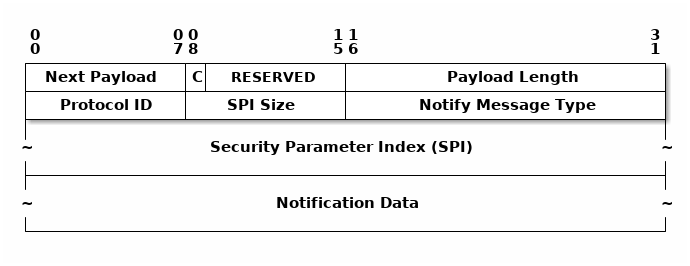 0 0 0 1 1 3
0 7 8 5 6 1
Next Payload C RESERVED Payload Length
Protocol ID SPI Size Notify Message Type
~ Security Parameter Index (SPI) ~
~ Notification Data ~